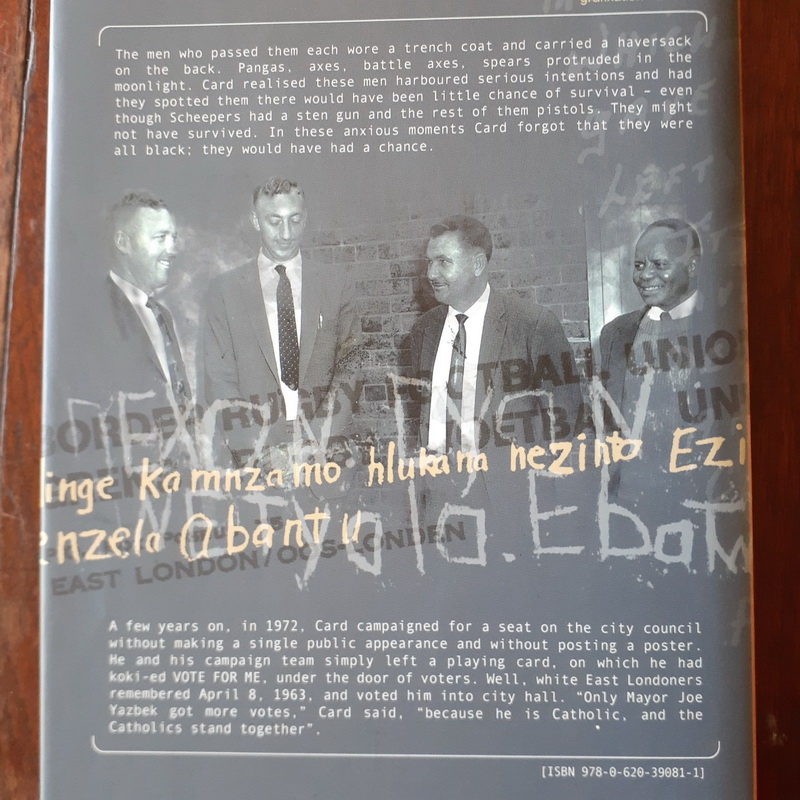 The men who passed them each wore a trench coat and carried a haversack
on the back. Pangas, axes, battle axes, spears protruded in the
moonlight. Card realised these men harboured serious intentions and had
they spotted them there would have been little chance of survival – even
though Scheepers had a sten gun and the rest of them pistols. They might
not have survived. In these anxious moments Card forgot that they were
all black; they would have had a chance.
LEFT
BORDER RUGBY FOOTBALL UNIO
inge Kamnzamo hlukana nezinto Ezi
enzela Abantu
EAST LONDON/OOS-LONDEN
A few years on, in 1972, Card campaigned for a seat on the city council
without making a single public appearance and without posting a poster.
He and his campaign team simply left a playing card, on which he had
koki-ed VOTE FOR ME, under the door of voters. Well, white East Londoners
remembered April 8, 1963, and voted him into city hall. “Only Mayor Joe
Yazbek got more votes,” Card said, “because he is Catholic, and the
Catholics stand together”.
[ISBN 978-0-620-39081-1]